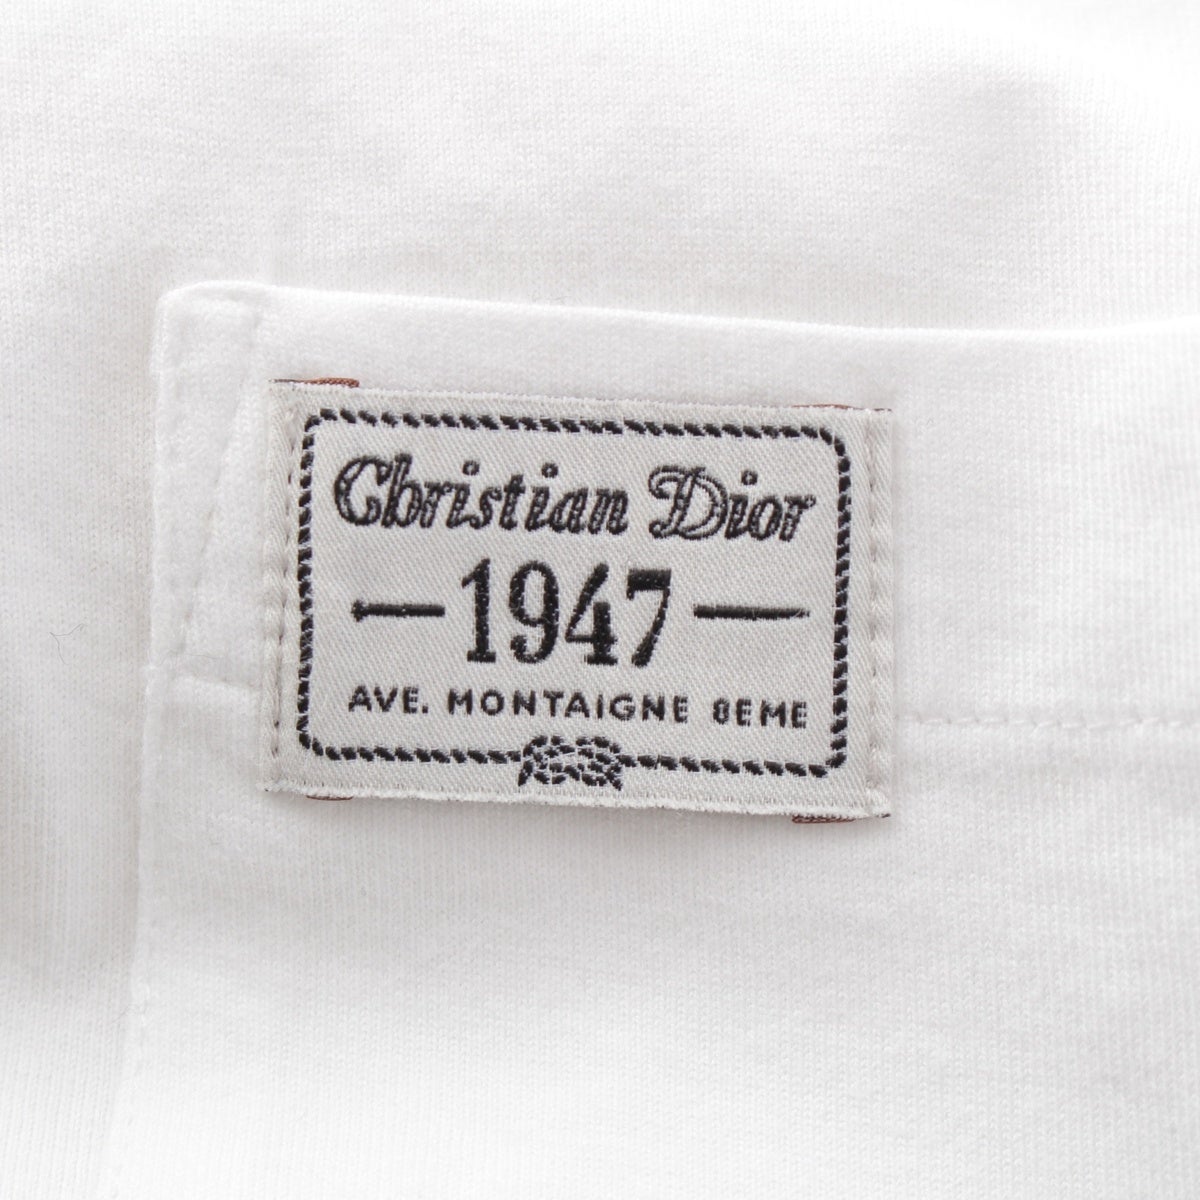 Christian Dior
1947
AVE. MONTAIGNE 8EME